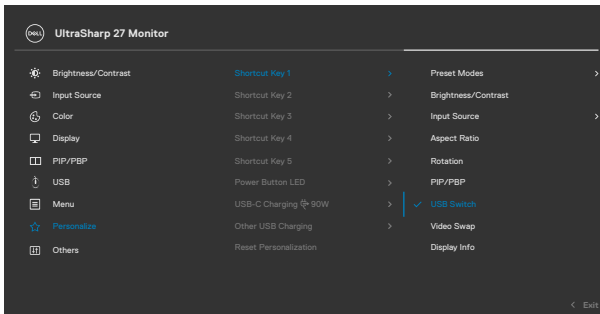 DELL
UltraSharp 27 Monitor
Brightness/Contrast
Input Source
Color
Display
PIP/PBP
USB
Menu
Personalize
Others
Shortcut Key 1
Shortcut Key 2
Shortcut Key 3
Shortcut Key 4
Shortcut Key 5
Power Button LED
USB-C Charging 90W
Other USB Charging
Reset Personalization
Preset Modes
Brightness/Contrast
Input Source
Aspect Ratio
Rotation
PIP/PBP
USB Switch
Video Swap
Display Info
Exit